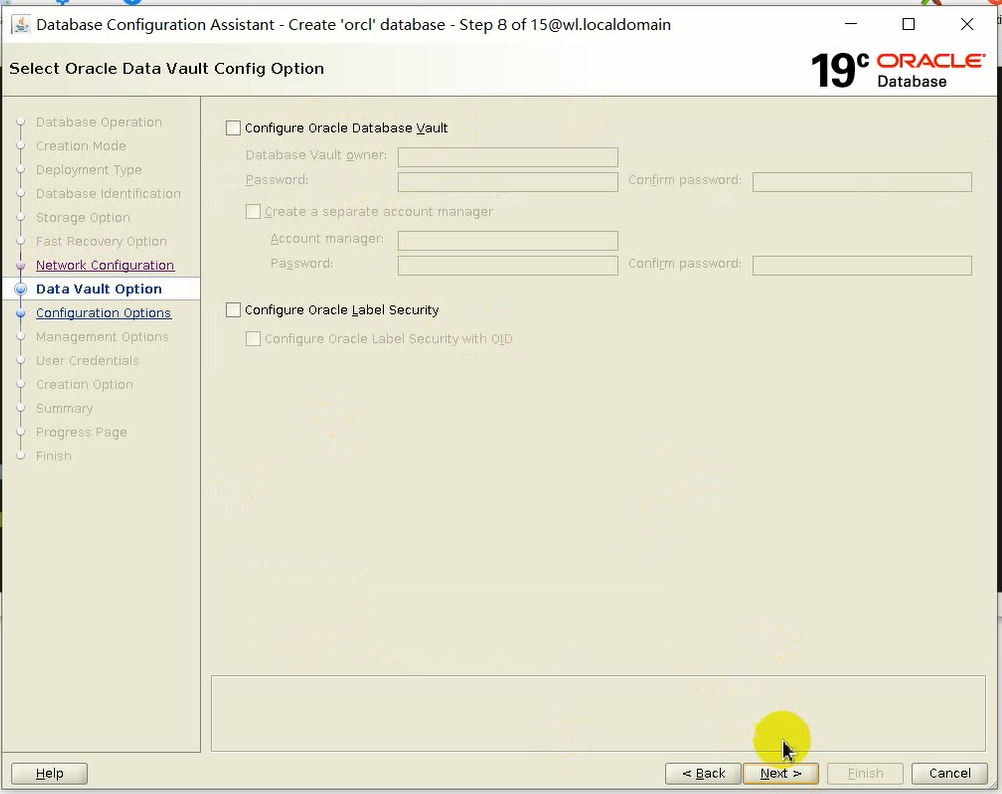 Database Configuration Assistant - Create 'orcl' database - Step 8 of 15@wl.localdomain
Select Oracle Data Vault Config Option
19c ORACLE
Database
Database Operation
Creation Mode
Deployment Type
Database Identification
Storage Option
Fast Recovery Option
Network Configuration
Data Vault Option
Configuration Options
Management Options
User Credentials
Creation Option
Summary
Progress Page
Finish
Configure Oracle Database Vault
Database Vault owner:
Password: Confirm password:
Create a separate account manager
Account manager:
Password: Confirm password:
Configure Oracle Label Security
Configure Oracle Label Security with OID
Help < Back Next > Finish Cancel